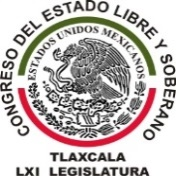 CONGRESO DEL ESTADO LIBRE Y SOBERANO
ESTADOS UNIDOS MEXICANOS
TLAXCALA
LXI LEGISLATURA